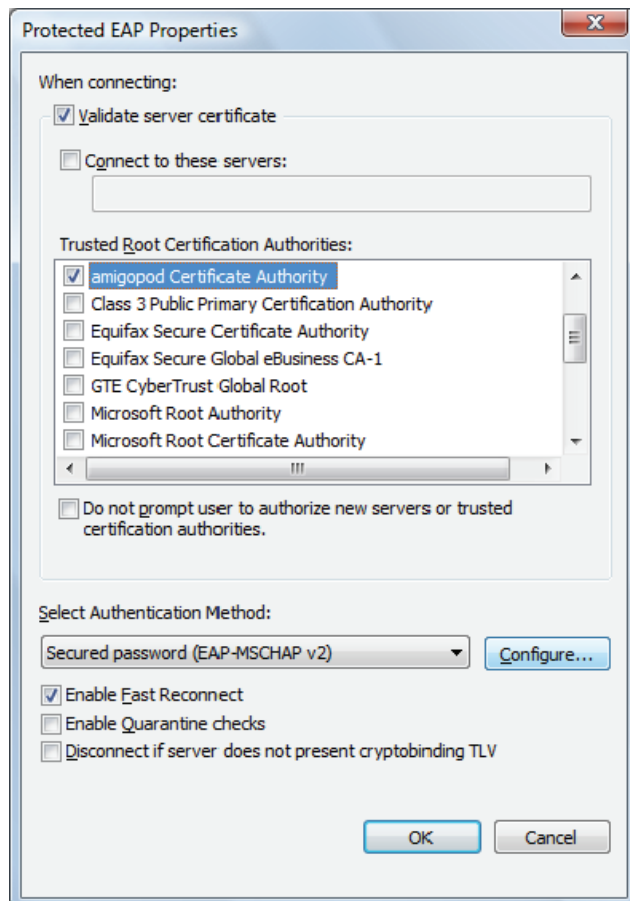 Protected EAP Properties
When connecting:
Validate server certificate
Connect to these servers:
Trusted Root Certification Authorities:
amigopod Certificate Authority
Class 3 Public Primary Certification Authority
Equifax Secure Certificate Authority
Equifax Secure Global eBusiness CA-1
GTE CyberTrust Global Root
Microsoft Root Authority
Microsoft Root Certificate Authority
Do not prompt user to authorize new servers or trusted
certification authorities.
Select Authentication Method:
Secured password (EAP-MSCHAP v2)
Configure...
Enable Fast Reconnect
Enable Quarantine checks
Disconnect if server does not present cryptobinding TLV
OK
Cancel